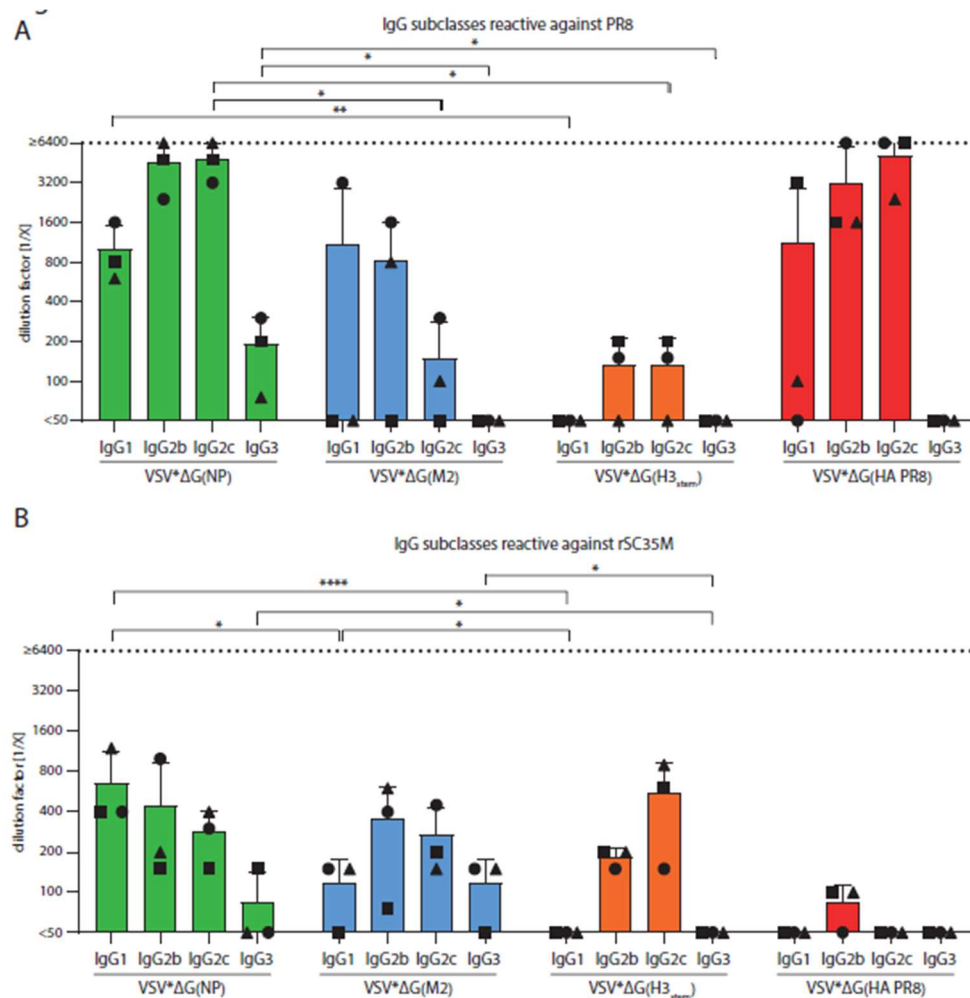 A
IgG subclasses reactive against PR8
*
*
*
*
**
≥6400
3200
1600
800
400
200
100
<50
dilution factor [1/X]
IgG1 IgG2b IgG2c IgG3 IgG1 IgG2b IgG2c IgG3 IgG1 IgG2b IgG2c IgG3 IgG1 IgG2b IgG2c IgG3
VSV*ΔG(NP) VSV*ΔG(M2) VSV*ΔG(H3stem) VSV*ΔG(HA PR8)
B
IgG subclasses reactive against rSC35M
*
****
*
* *
≥6400
3200
1600
800
400
200
100
<50
dilution factor [1/X]
IgG1 IgG2b IgG2c IgG3 IgG1 IgG2b IgG2c IgG3 IgG1 IgG2b IgG2c IgG3 IgG1 IgG2b IgG2c IgG3
VSV*ΔG(NP) VSV*ΔG(M2) VSV*ΔG(H3stem) VSV*ΔG(HA PR8)